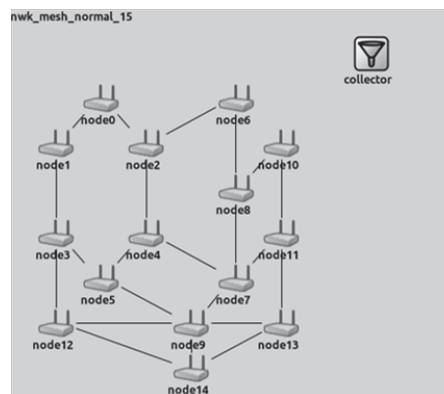 nwk_mesh_normal_15
collector
node0
node6
node1
node2
node10
node8
node3
node4
node11
node5
node7
node12
node9
node13
node14